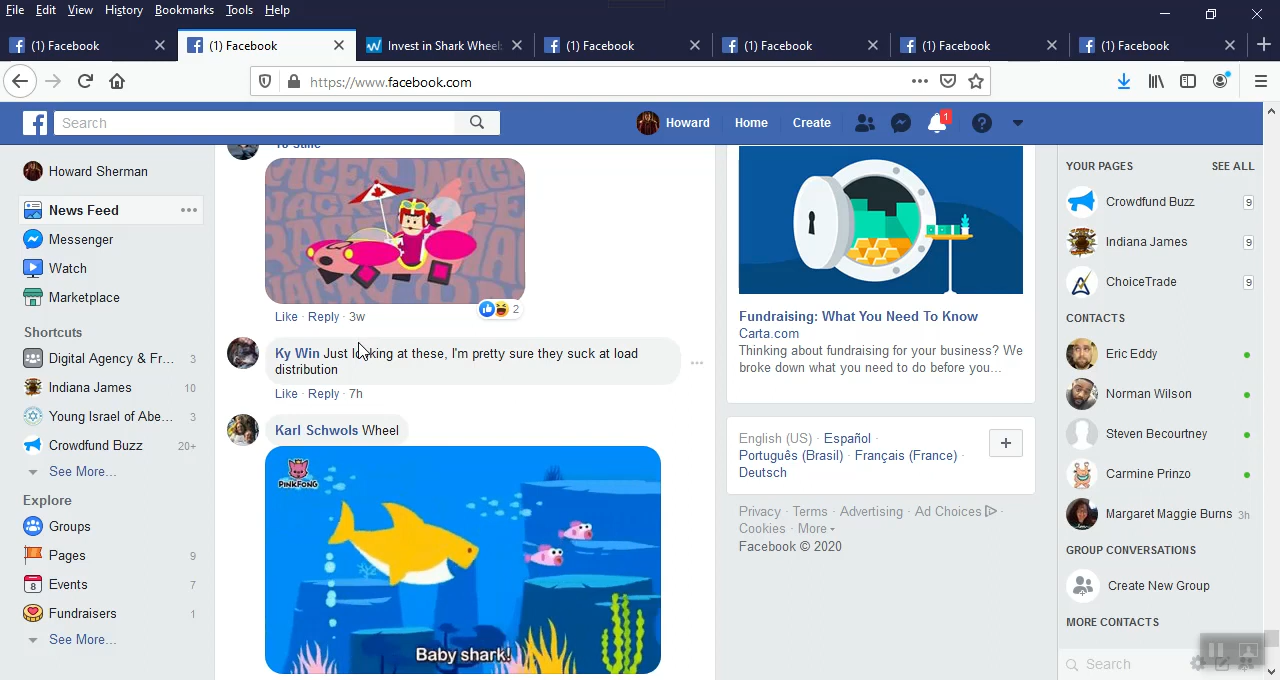 File Edit View History Bookmarks Tools Help
(1) Facebook
(1) Facebook
Invest in Shark Wheel
(1) Facebook
(1) Facebook
(1) Facebook
(1) Facebook
https://www.facebook.com
Search
Howard Home Create
1
Howard Sherman
News Feed
Messenger
Watch
Marketplace
Shortcuts
Digital Agency & Fr... 3
Indiana James 10
Young Israel of Abe... 3
Crowdfund Buzz 20+
See More...
Explore
Groups
Pages 9
Events 7
Fundraisers 1
See More...
Like · Reply · 3w
2
Ky Win Just looking at these, I'm pretty sure they suck at load
distribution
Like · Reply · 7h
Karl Schwols Wheel
PINKFONG
Baby shark!
Fundraising: What You Need To Know
Carta.com
Thinking about fundraising for your business? We
broke down what you need to do before you...
English (US) · Español ·
Português (Brasil) · Français (France) ·
Deutsch
Privacy · Terms · Advertising · Ad Choices ·
Cookies · More
Facebook © 2020
YOUR PAGES SEE ALL
Crowdfund Buzz 9
Indiana James 9
ChoiceTrade 9
CONTACTS
Eric Eddy
Norman Wilson
Steven Becourtney
Carmine Prinzo
Margaret Maggie Burns 3h
GROUP CONVERSATIONS
Create New Group
MORE CONTACTS
Search